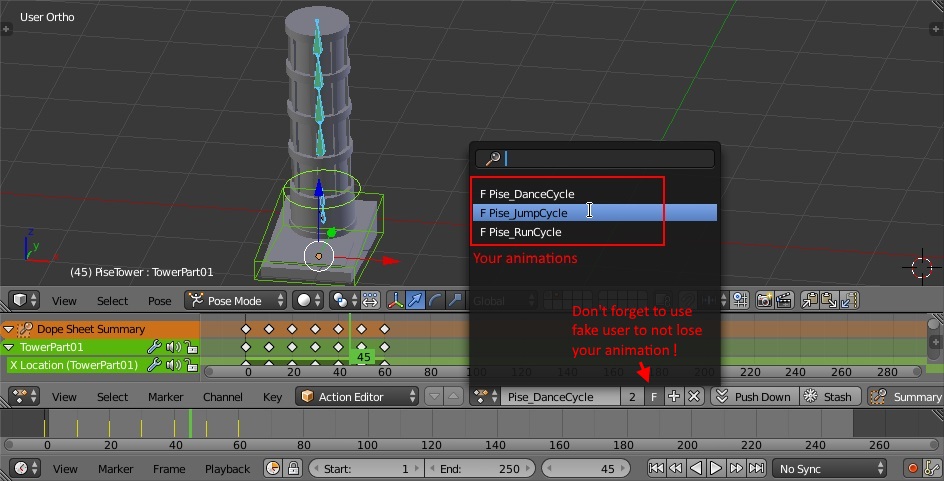 User Ortho
F Pise_DanceCycle
F Pise_JumpCycle
F Pise_RunCycle
Your animations
z
y
x
(45) PiseTower : TowerPart01
Don't forget to use
fake user to not lose
your animation !
View Select Pose Pose Mode Global
Dope Sheet Summary
TowerPart01
45
X Location (TowerPart01)
0 20 40 60 80 100 120 140 160 180 200 220 240 260 280
View Select Marker Channel Key Action Editor Pise_DanceCycle 2 F Push Down Stash Summary
0 20 40 60 80 100 120 140 160 180 200 220 240 260
View Marker Frame Playback Start: 1 End: 250 45 No Sync